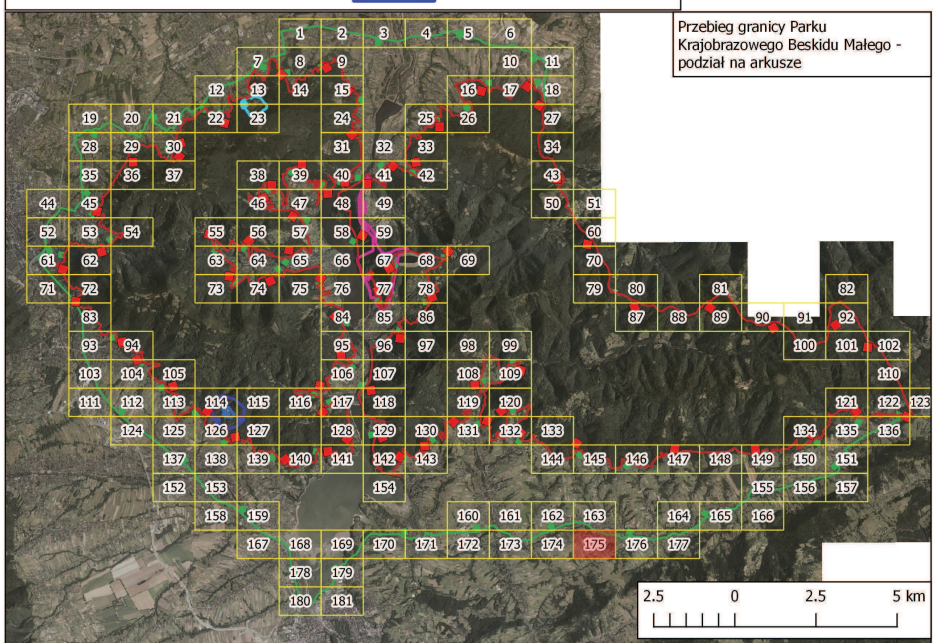 Przebieg granicy Parku
Krajobrazowego Beskidu Małego -
podział na arkusze
1 2 3 4 5 6
7 8 9 10 11
12 13 14 15 16 17 18
19 20 21 22 23 24 25 26 27
28 29 30 31 32 33 34
35 36 37 38 39 40 41 42 43
44 45 46 47 48 49 50 51
52 53 54 55 56 57 58 59 60
61 62 63 64 65 66 67 68 69 70
71 72 73 74 75 76 77 78 79 80 81 82
83 84 85 86 87 88 89 90 91 92
93 94 95 96 97 98 99 100 101 102
103 104 105 106 107 108 109 110
111 112 113 114 115 116 117 118 119 120 121 122 123
124 125 126 127 128 129 130 131 132 133 134 135 136
137 138 139 140 141 142 143 144 145 146 147 148 149 150 151
152 153 154 155 156 157
158 159 160 161 162 163 164 165 166
167 168 169 170 171 172 173 174 175 176 177
178 179
180 181
2.5 0 2.5 5 km